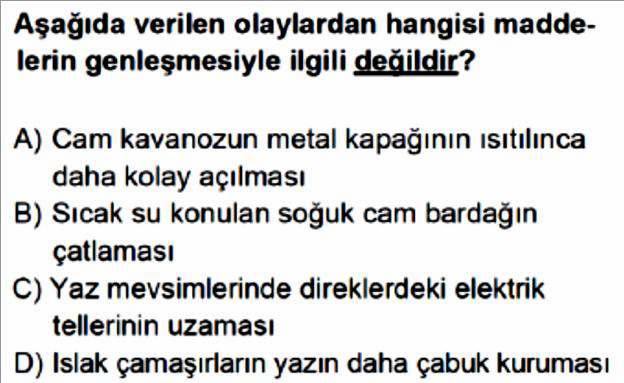 Aşağıda verilen olaylardan hangisi madde-
lerin genleşmesiyle ilgili değildir?
A) Cam kavanozun metal kapağının ısıtılınca
daha kolay açılması
B) Sıcak su konulan soğuk cam bardağın
çatlaması
C) Yaz mevsimlerinde direklerdeki elektrik
tellerinin uzaması
D) Islak çamaşırların yazın daha çabuk kuruması